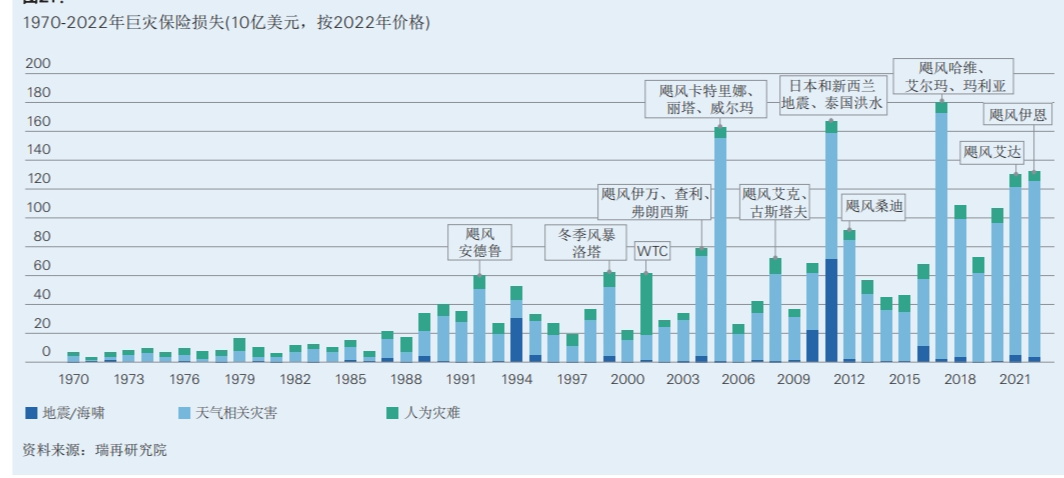 1970-2022年巨灾保险损失(10亿美元，按2022年价格)
200
180
160
140
120
100
80
60
40
20
0
飓风
安德鲁
冬季风暴
洛塔
WTC
飓风伊万、查利、
弗朗西斯
飓风卡特里娜、
丽塔、威尔玛
飓风艾克、
古斯塔夫
日本和新西兰
地震、泰国洪水
飓风桑迪
飓风哈维、
艾尔玛、玛利亚
飓风艾达
飓风伊恩
1970 1973 1976 1979 1982 1985 1988 1991 1994 1997 2000 2003 2006 2009 2012 2015 2018 2021
地震/海啸 天气相关灾害 人为灾难
资料来源：瑞再研究院